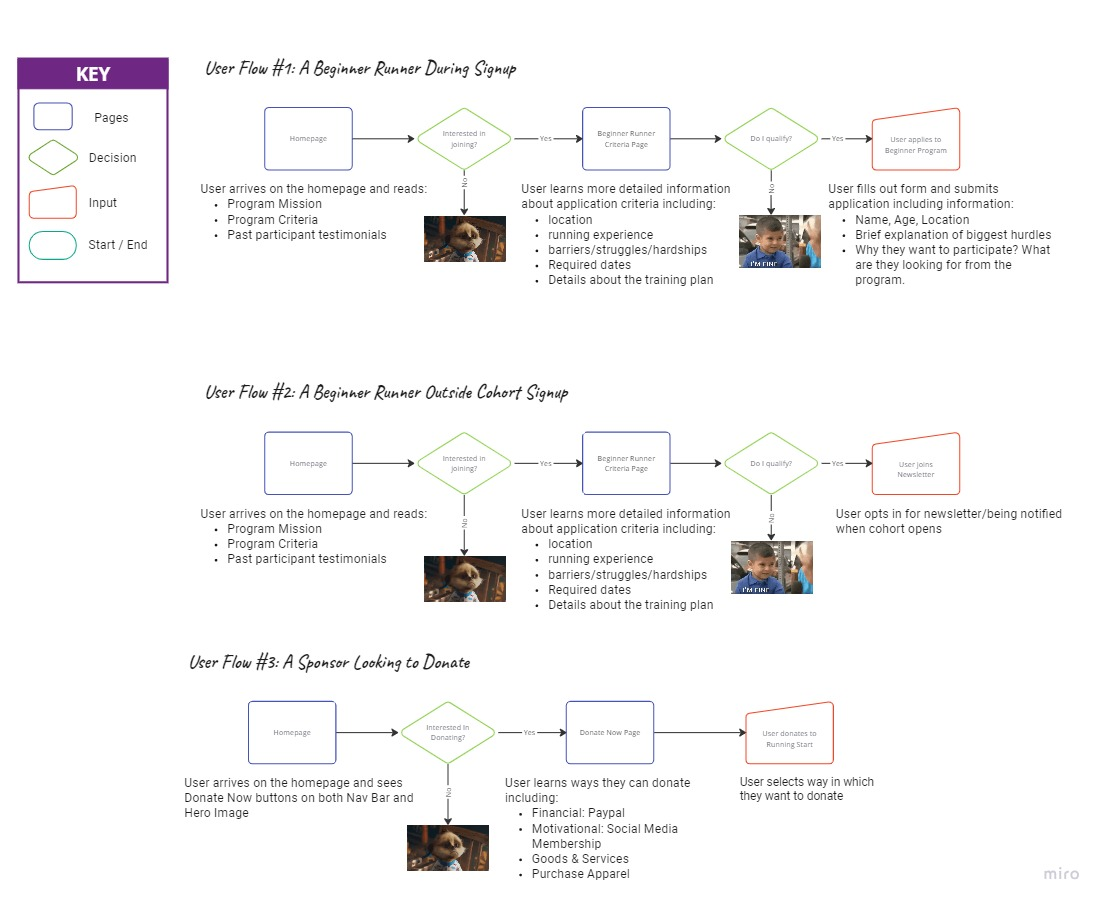 KEY
Pages
Decision
Input
Start / End
User Flow #1: A Beginner Runner During Signup
Homepage
Interested in
joining?
Yes
No
Beginner Runner
Criteria Page
Do I qualify?
Yes
No
I'M FINE
User applies to
Beginner Program
User arrives on the homepage and reads:
• Program Mission
• Program Criteria
• Past participant testimonials
User learns more detailed information
about application criteria including:
• location
• running experience
• barriers/struggles/hardships
• Required dates
• Details about the training plan
User fills out form and submits
application including information:
• Name, Age, Location
• Brief explanation of biggest hurdles
• Why they want to participate? What
are they looking for from the
program.
User Flow #2: A Beginner Runner Outside Cohort Signup
Homepage
Interested in
joining?
Yes
No
Beginner Runner
Criteria Page
Do I qualify?
Yes
No
I'M FINE
User joins
Newsletter
User arrives on the homepage and reads:
• Program Mission
• Program Criteria
• Past participant testimonials
User learns more detailed information
about application criteria including:
• location
• running experience
• barriers/struggles/hardships
• Required dates
• Details about the training plan
User opts in for newsletter/being notified
when cohort opens
User Flow #3: A Sponsor Looking to Donate
Homepage
Interested In
Donating?
Yes
No
Donate Now Page
User donates to
Running Start
User arrives on the homepage and sees
Donate Now buttons on both Nav Bar and
Hero Image
User learns ways they can donate
including:
• Financial: Paypal
• Motivational: Social Media
Membership
• Goods & Services
• Purchase Apparel
User selects way in which
they want to donate
miro